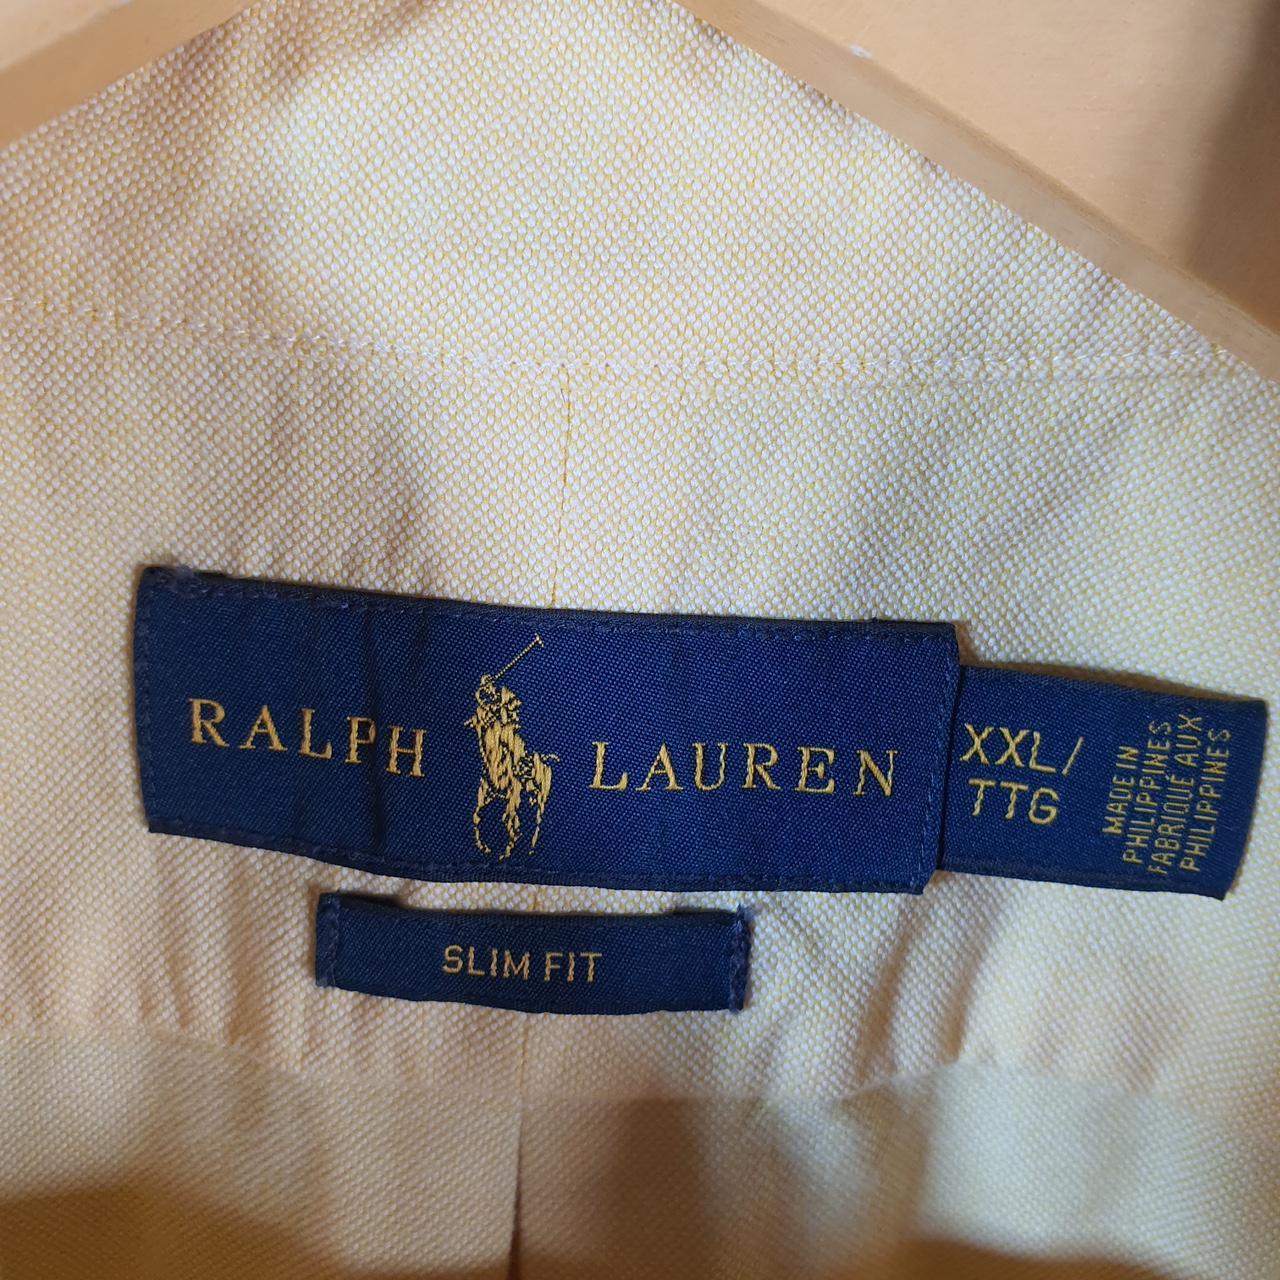 RALPH LAUREN
XXL/
TTG
MADE IN
PHILIPPINES
FABRIQUÉ AUX
PHILIPPINES
SLIM FIT